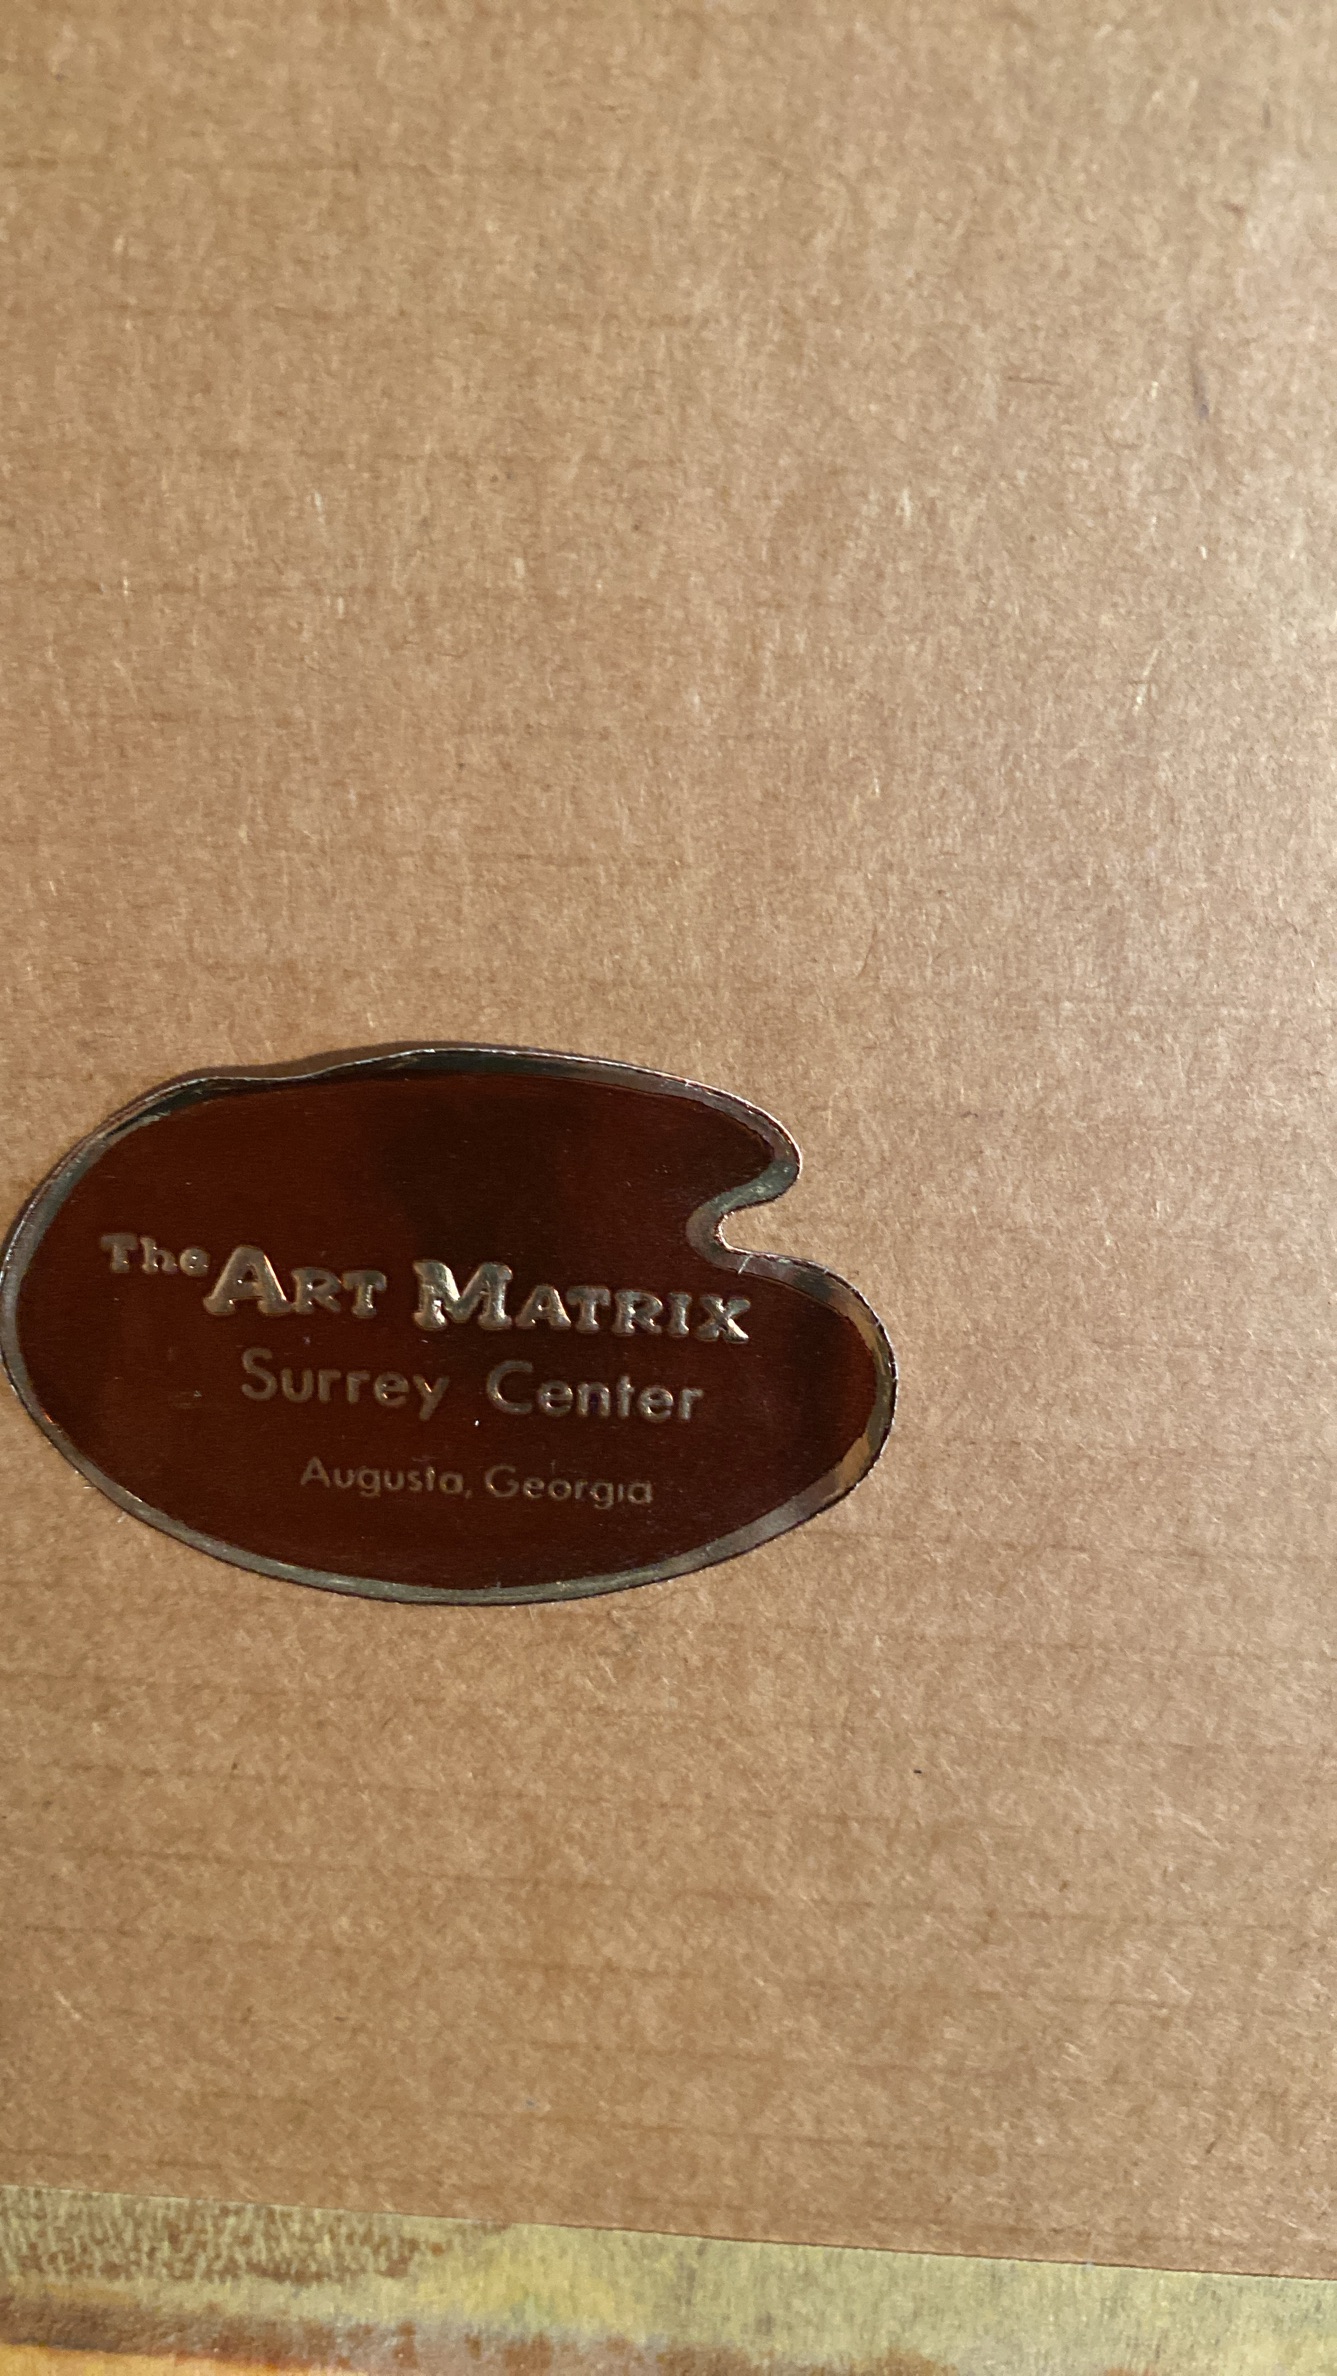 The ART MATRIX
Surrey Center
Augusta, Georgia